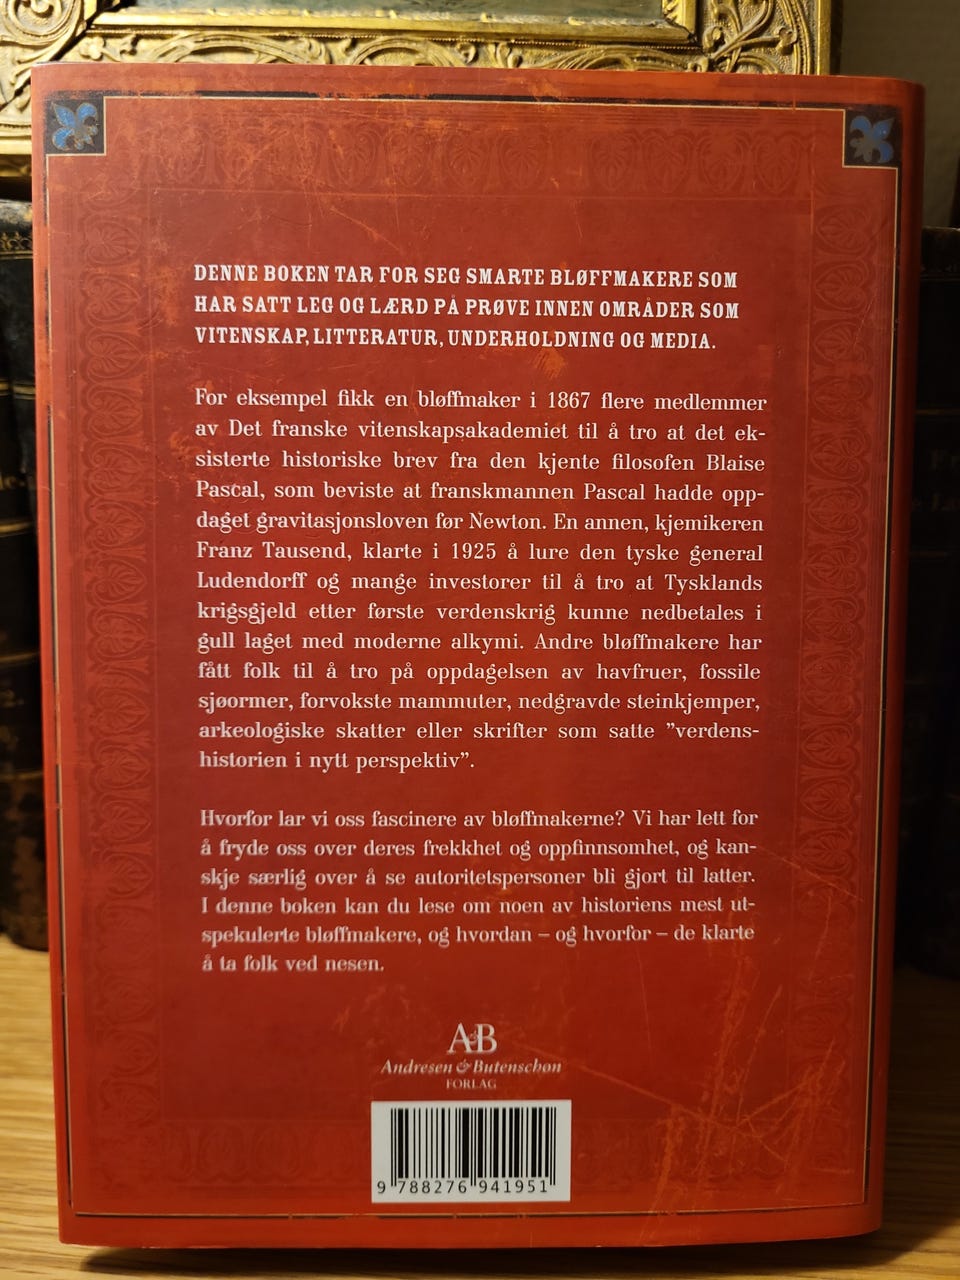 DENNE BOKEN TAR FOR SEG SMARTE BLØFFMAKERE SOM
HAR SATT LEG OG LÆRD PÅ PRØVE INNEN OMRÅDER SOM
VITENSKAP, LITTERATUR, UNDERHOLDNING OG MEDIA.
For eksempel fikk en bløffmaker i 1867 flere medlemmer
av Det franske vitenskapsakademiet til å tro at det ek-
sisterte historiske brev fra den kjente filosofen Blaise
Pascal, som beviste at franskmannen Pascal hadde opp-
daget gravitasjonsloven før Newton. En annen, kjemikeren
Franz Tausend, klarte i 1925 å lure den tyske general
Ludendorff og mange investorer til å tro at Tysklands
krigsgjeld etter første verdenskrig kunne nedbetales i
gull laget med moderne alkymi. Andre bløffmakere har
fått folk til å tro på oppdagelsen av havfruer, fossile
sjøormer, forvokste mammuter, nedgravde steinkjemper,
arkeologiske skatter eller skrifter som satte ”verdens-
historien i nytt perspektiv”.
Hvorfor lar vi oss fascinere av bløffmakerne? Vi har lett for
å fryde oss over deres frekkhet og oppfinnsomhet, og kan-
skje særlig over å se autoritetspersoner bli gjort til latter.
I denne boken kan du lese om noen av historiens mest ut-
spekulerte bløffmakere, og hvordan – og hvorfor – de klarte
å ta folk ved nesen.
A&B
Andresen & Butenschøn
FORLAG
9 788276 941951